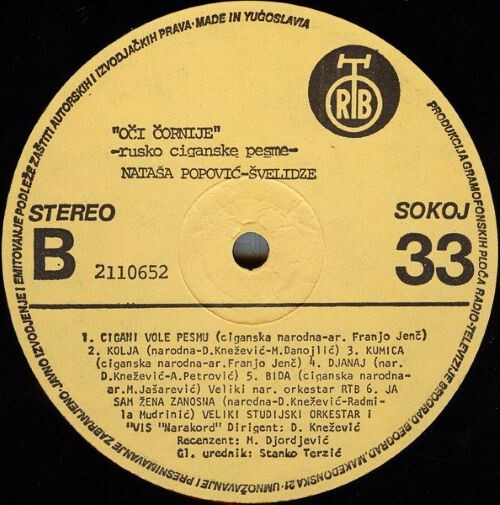 JAVNO IZVODJENJE I EMITOVANJE PODLEŽE ZAŠTITI AUTORSKIH I IZVODJAČKIH PRAVA · MADE IN YUGOSLAVIA
RTB
"OČI ČORNIJE"
-rusko ciganske pesme-
NATAŠA POPOVIĆ-ŠVELIDZE
STEREO
SOKOJ
B
2110652
33
1. CIGANI VOLE PESMU (ciganska narodna-ar. Franjo Jenč)
2. KOLJA (narodna-D.Knežević-M.Danojlić) 3. KUMICA
(ciganska narodna-ar. Franjo Jenč) 4. DJANAJ (nar.
D.Knežević-A.Petrović) 5. BIDA (ciganska narodna-
ar.M.Jašarević) Veliki nar. orkestar RTB 6. JA
SAM ŽENA ZANOSNA (narodna-D.Knežević-Radmi-
la Mudrinić) VELIKI STUDIJSKI ORKESTAR i
"VIS "Narakord" Dirigent: D. Knežević
Recenzent: M. Djordjević
Gl. urednik: Stanko Terzić
PRODUKCIJA GRAMOFONSKIH PLOČA RADIO-TELEVIZIJE BEOGRAD, BEOGRAD, MAKEDONSKA 21 · UMNOŽAVANJE I PRESNIMAVANJE ZABRANJENO ·